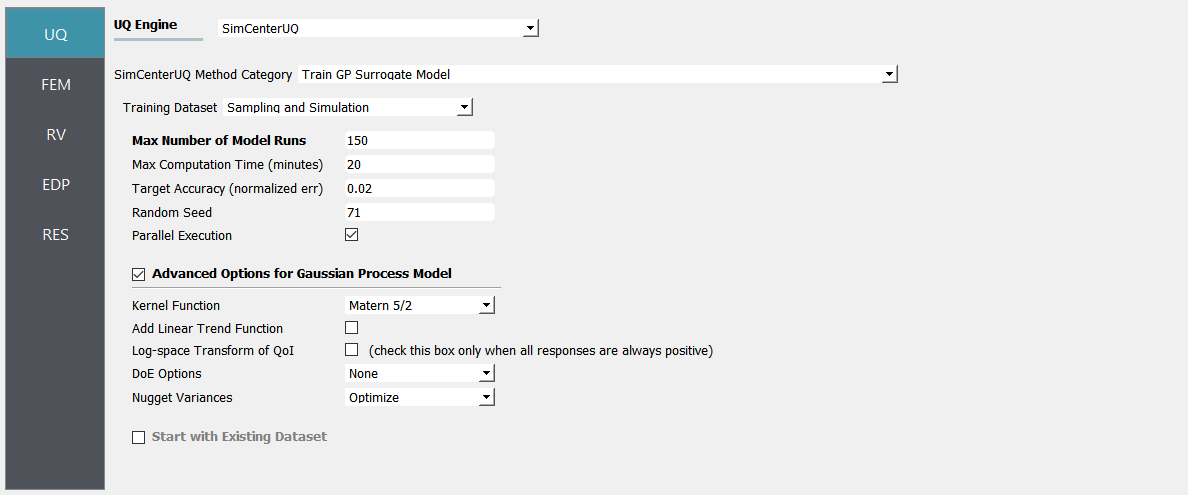 UQ
FEM
RV
EDP
RES
UQ Engine SimCenterUQ
SimCenterUQ Method Category Train GP Surrogate Model
Training Dataset Sampling and Simulation
Max Number of Model Runs 150
Max Computation Time (minutes) 20
Target Accuracy (normalized err) 0.02
Random Seed 71
Parallel Execution
Advanced Options for Gaussian Process Model
Kernel Function Matern 5/2
Add Linear Trend Function
Log-space Transform of QoI (check this box only when all responses are always positive)
DoE Options None
Nugget Variances Optimize
Start with Existing Dataset